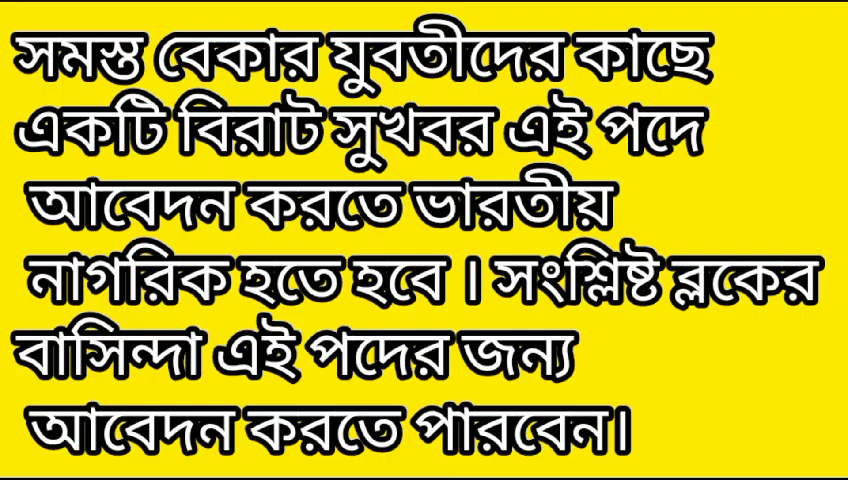 সমস্ত বেকার যুবতীদের কাছে
একটি বিরাট সুখবর এই পদে
আবেদন করতে ভারতীয়
নাগরিক হতে হবে । সংশ্লিষ্ট ব্লকের
বাসিন্দা এই পদের জন্য
আবেদন করতে পারবেন।